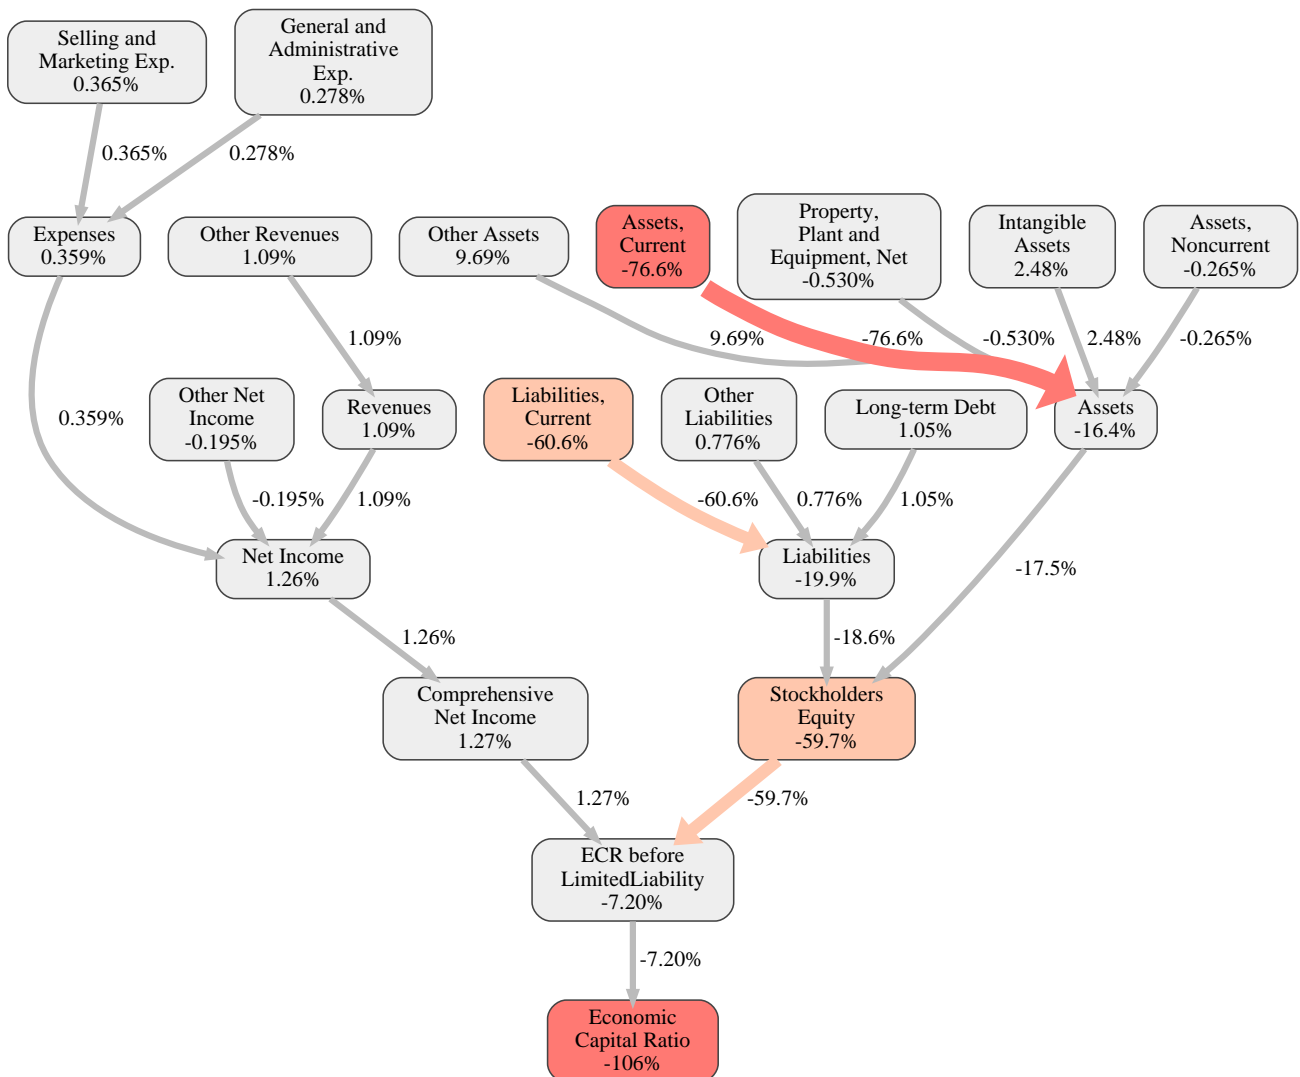 Selling and
Marketing Exp.
0.365%
General and
Administrative
Exp.
0.278%
0.365%
0.278%
Expenses
0.359%
Other Revenues
1.09%
Other Assets
9.69%
Assets,
Current
-76.6%
Property,
Plant and
Equipment, Net
-0.530%
Intangible
Assets
2.48%
Assets,
Noncurrent
-0.265%
1.09%
9.69%
-76.6%
-0.530%
2.48%
-0.265%
0.359%
Other Net
Income
-0.195%
Revenues
1.09%
Liabilities,
Current
-60.6%
Other
Liabilities
0.776%
Long-term Debt
1.05%
Assets
-16.4%
-0.195%
1.09%
-60.6%
0.776%
1.05%
-17.5%
Net Income
1.26%
Liabilities
-19.9%
1.26%
-18.6%
Comprehensive
Net Income
1.27%
Stockholders
Equity
-59.7%
1.27%
-59.7%
ECR before
LimitedLiability
-7.20%
-7.20%
Economic
Capital Ratio
-106%